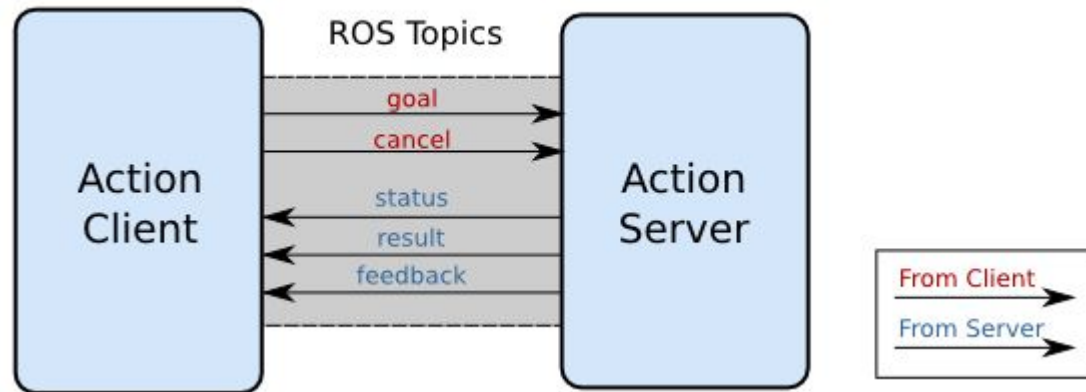 ROS Topics
goal
cancel
Action
Client
status
result
feedback
Action
Server
From Client
From Server